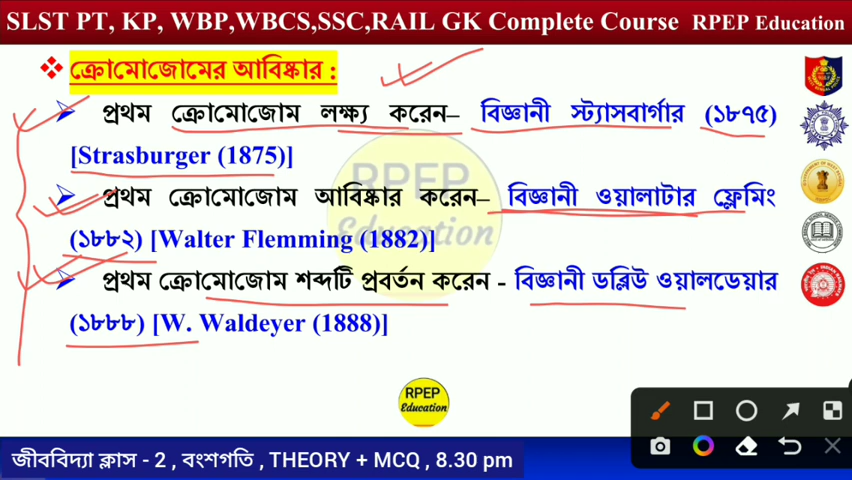 SLST PT, KP, WBP,WBCS,SSC,RAIL GK Complete Course RPEP Education
ক্রোমোজোমের আবিষ্কার :
প্রথম ক্রোমোজোম লক্ষ্য করেন– বিজ্ঞানী স্ট্যাসবার্গার (১৮৭৫)
[Strasburger (1875)]
প্রথম ক্রোমোজোম আবিষ্কার করেন– বিজ্ঞানী ওয়ালাটার ফ্লেমিং
(১৮৮২) [Walter Flemming (1882)]
প্রথম ক্রোমোজোম শব্দটি প্রবর্তন করেন - বিজ্ঞানী ডব্লিউ ওয়ালডেয়ার
(১৮৮৮) [W. Waldeyer (1888)]
RPEP
Education
RPEP
Education
জীববিদ্যা ক্লাস - 2 , বংশগতি , THEORY + MCQ , 8.30 pm